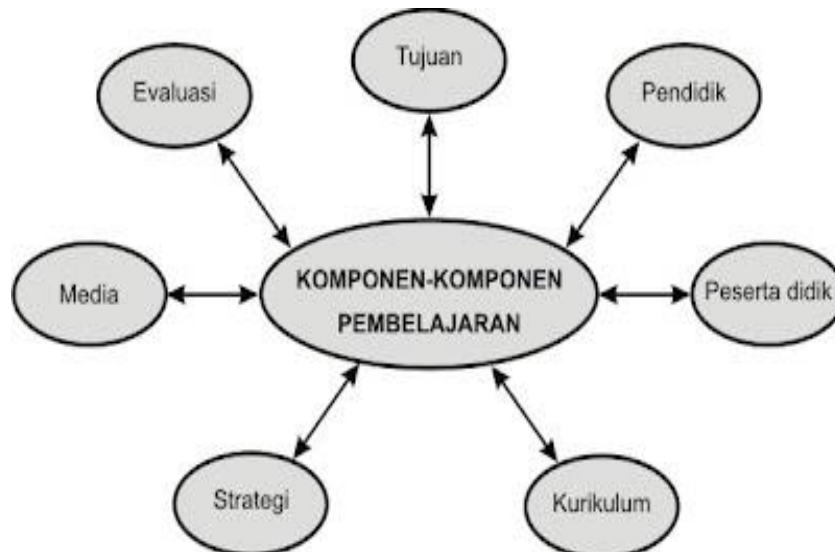 Tujuan
Evaluasi
Pendidik
Media
KOMPONEN-KOMPONEN
PEMBELAJARAN
Peserta didik
Strategi
Kurikulum